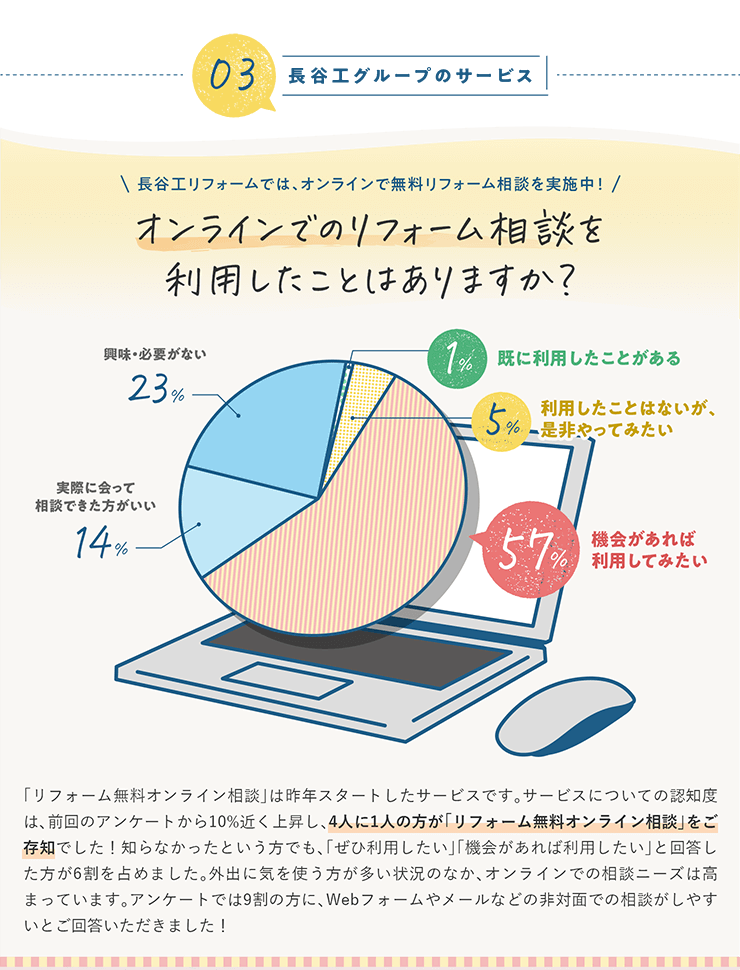 03
長谷工グループのサービス
\ 長谷工リフォームでは、オンラインで無料リフォーム相談を実施中! /
オンラインでのリフォーム相談を
利用したことはありますか?
1%
既に利用したことがある
5%
利用したことはないが、
是非やってみたい
57%
機会があれば
利用してみたい
興味・必要がない
23%
実際に会って
相談できた方がいい
14%
「リフォーム無料オンライン相談」は昨年スタートしたサービスです。サービスについての認知度
は、前回のアンケートから10%近く上昇し、4人に1人の方が「リフォーム無料オンライン相談」をご
存知でした!知らなかったという方でも、「ぜひ利用したい」「機会があれば利用したい」と回答し
た方が6割を占めました。外出に気を使う方が多い状況のなか、オンラインでの相談ニーズは高
まっています。アンケートでは9割の方に、Webフォームやメールなどの非対面での相談がしやす
いとご回答いただきました!